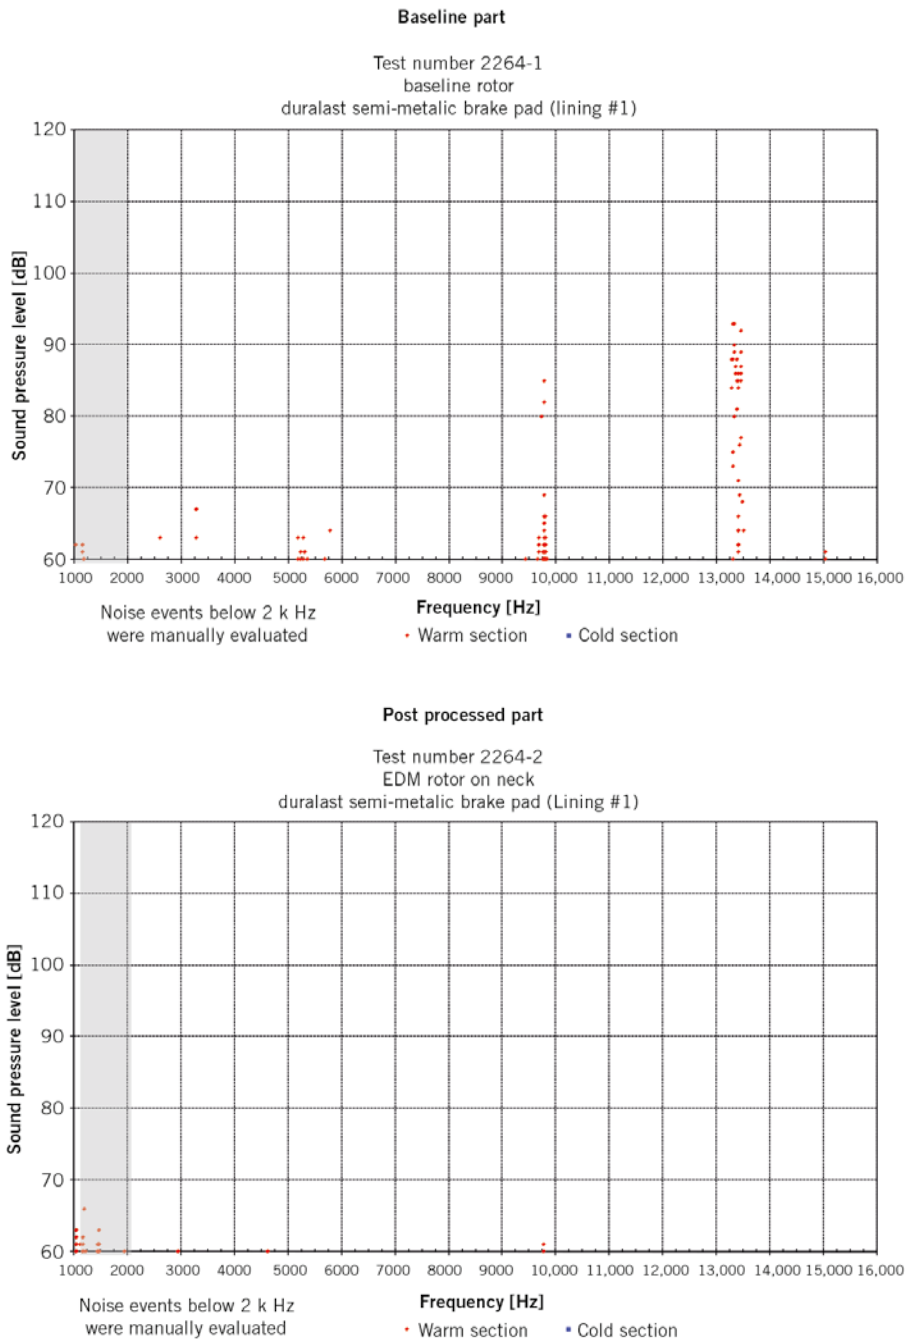 Baseline part
Test number 2264-1
baseline rotor
duralast semi-metalic brake pad (lining #1)
Sound pressure level [dB]
120
110
100
90
80
70
60
1000 2000 3000 4000 5000 6000 7000 8000 9000 10,000 11,000 12,000 13,000 14,000 15,000 16,000
Frequency [Hz]
Noise events below 2 k Hz
were manually evaluated
Warm section
Cold section
Post processed part
Test number 2264-2
EDM rotor on neck
duralast semi-metalic brake pad (Lining #1)
Sound pressure level [dB]
120
110
100
90
80
70
60
1000 2000 3000 4000 5000 6000 7000 8000 9000 10,000 11,000 12,000 13,000 14,000 15,000 16,000
Frequency [Hz]
Noise events below 2 k Hz
were manually evaluated
Warm section
Cold section